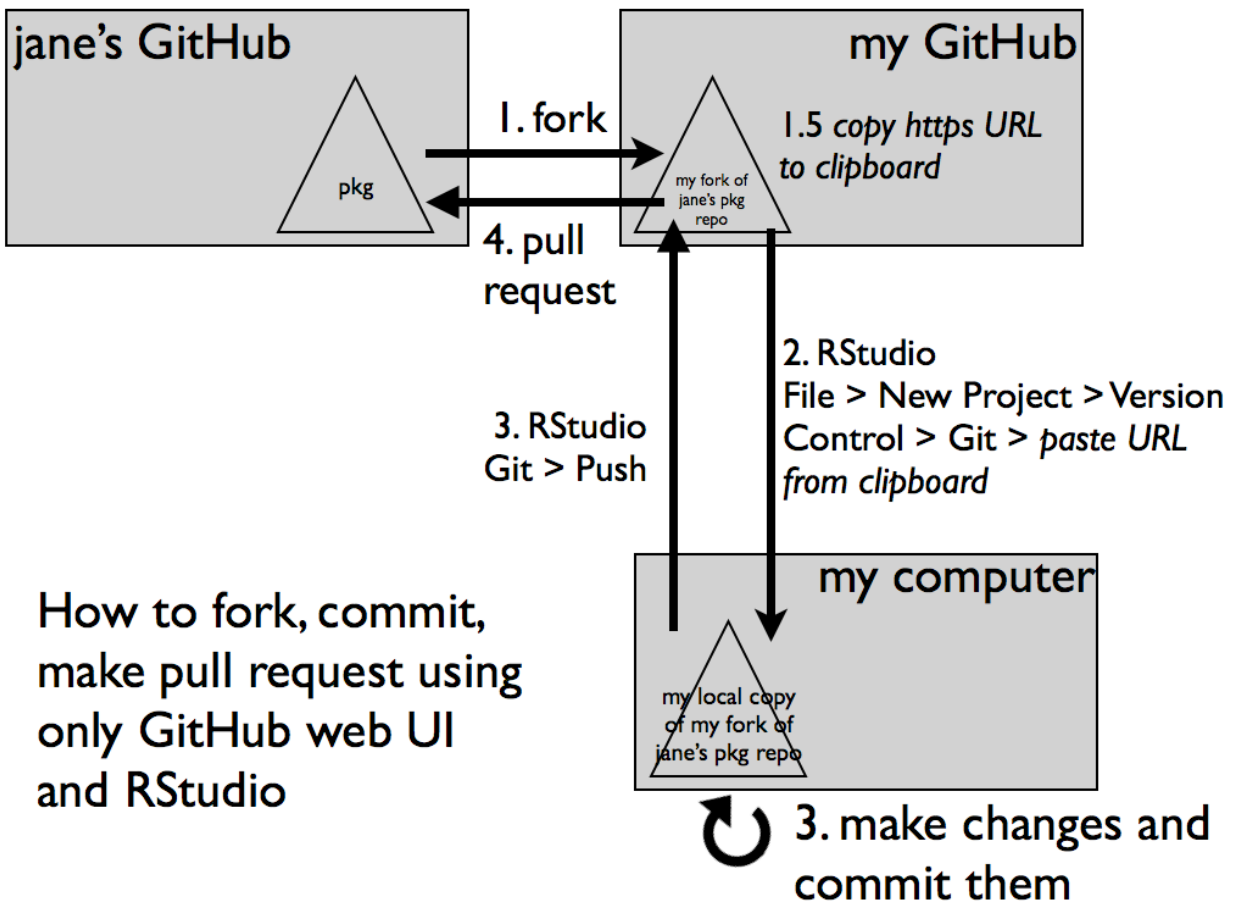 jane's GitHub
pkg
1. fork
4. pull
request
my GitHub
1.5 copy https URL
to clipboard
my fork of
jane's pkg
repo
2. RStudio
File > New Project > Version
Control > Git > paste URL
from clipboard
3. RStudio
Git > Push
my computer
my local copy
of my fork of
jane's pkg repo
3. make changes and
commit them
How to fork, commit,
make pull request using
only GitHub web UI
and RStudio